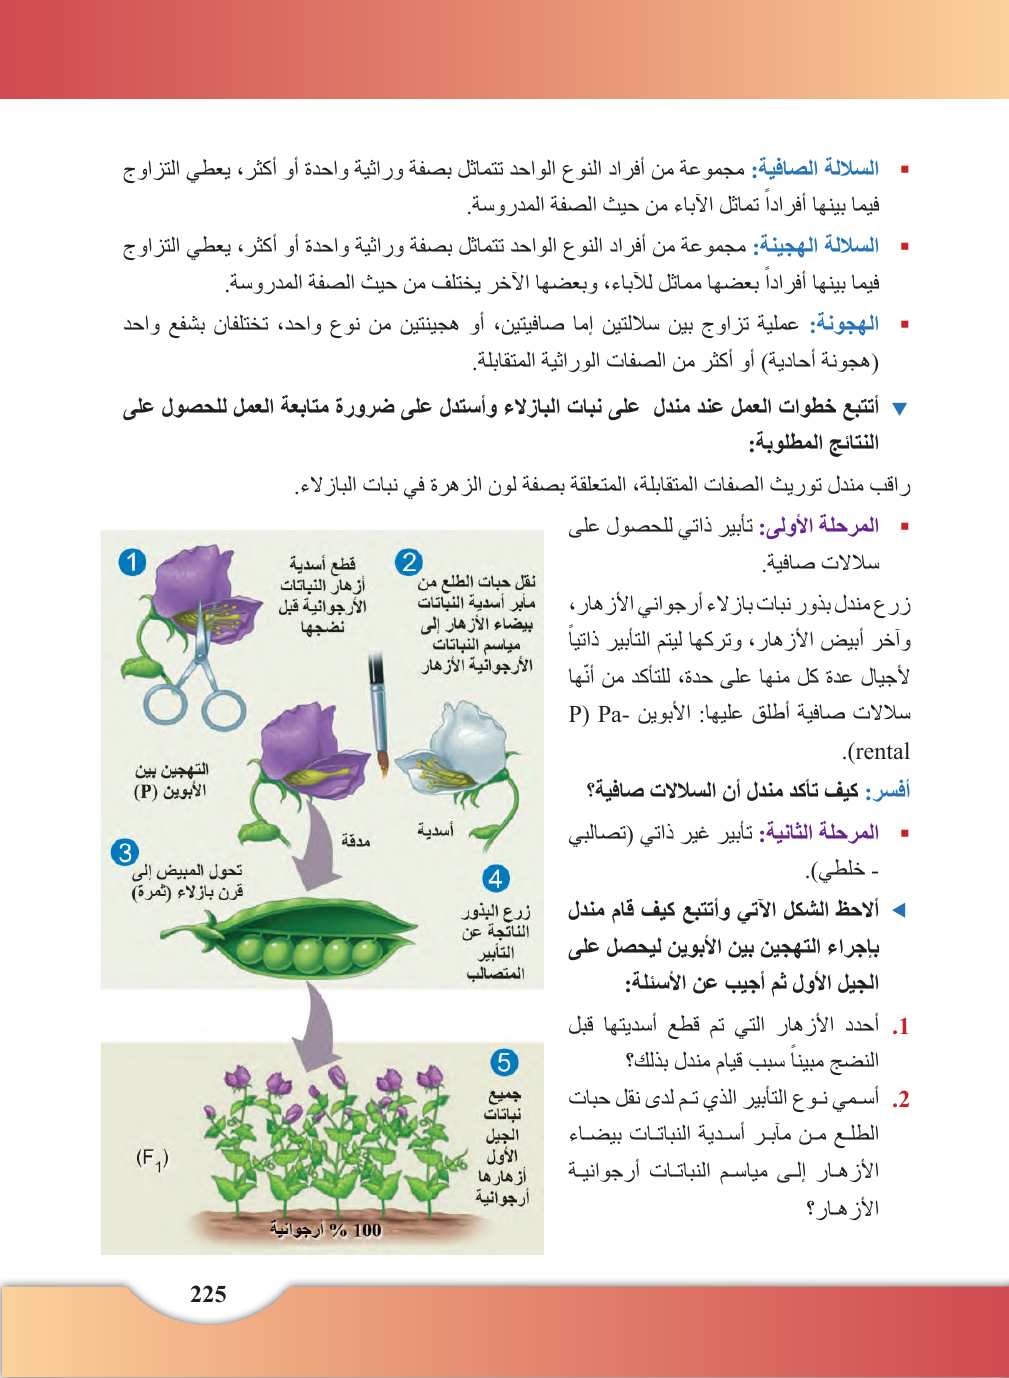 ▪ السلالة الصافية: مجموعة من أفراد النوع الواحد تتماثل بصفة وراثية واحدة أو أكثر، يعطي التزاوج
فيما بينها أفراداً تماثل الآباء من حيث الصفة المدروسة.
▪ السلالة الهجينة: مجموعة من أفراد النوع الواحد تتماثل بصفة وراثية واحدة أو أكثر، يعطي التزاوج
فيما بينها أفراداً بعضها مماثل للآباء، وبعضها الآخر يختلف من حيث الصفة المدروسة.
▪ الهجونة: عملية تزاوج بين سلالتين إما صافيتين، أو هجينتين من نوع واحد، تختلفان بشفع واحد
(هجونة أحادية) أو أكثر من الصفات الوراثية المتقابلة.
▼ أتتبع خطوات العمل عند مندل على نبات البازلاء وأستدل على ضرورة متابعة العمل للحصول على
النتائج المطلوبة:
راقب مندل توريث الصفات المتقابلة، المتعلقة بصفة لون الزهرة في نبات البازلاء.
▪ المرحلة الأولى: تأبير ذاتي للحصول على
سلالات صافية.
زرع مندل بذور نبات بازلاء أرجواني الأزهار،
وآخر أبيض الأزهار، وتركها ليتم التأبير ذاتياً
لأجيال عدة كل منها على حدة، للتأكد من أنّها
سلالات صافية أطلق عليها: الأبوين P) Pa-
rental).
أفسر: كيف تأكد مندل أن السلالات صافية؟
▪ المرحلة الثانية: تأبير غير ذاتي (تصالبي
- خلطي).
◄ ألاحظ الشكل الآتي وأتتبع كيف قام مندل
بإجراء التهجين بين الأبوين ليحصل على
الجيل الأول ثم أجيب عن الأسئلة:
1. أحدد الأزهار التي تم قطع أسديتها قبل
النضج مبيناً سبب قيام مندل بذلك؟
2. أسمي نوع التأبير الذي تم لدى نقل حبات
الطلع من مآبر أسدية النباتات بيضاء
الأزهار إلى مياسم النباتات أرجوانية
الأزهار؟
1
قطع أسدية
أزهار النباتات
الأرجوانية قبل
نضجها
2
نقل حبات الطلع من
مآبر أسدية النباتات
بيضاء الأزهار إلى
مياسم النباتات
الأرجوانية الأزهار
التهجين بين
الأبوين (P)
مدقة
أسدية
3
تحول المبيض إلى
قرن بازلاء (ثمرة)
4
زرع البذور
الناتجة عن
التأبير
المتصالب
5
جميع
نباتات
الجيل
الأول
أزهارها
أرجوانية
(F₁)
100 % أرجوانية
225